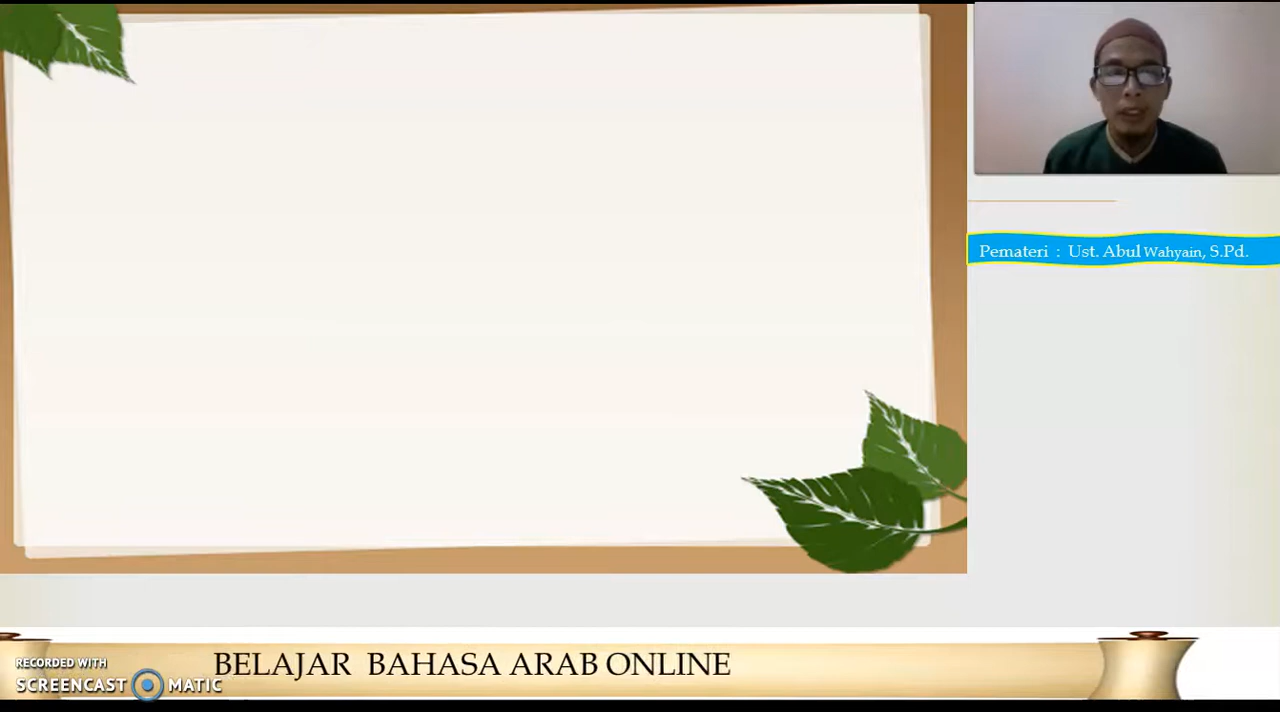 Pemateri : Ust. Abul Wahyain, S.Pd.
BELAJAR BAHASA ARAB ONLINE
RECORDED WITH
SCREENCAST MATIC